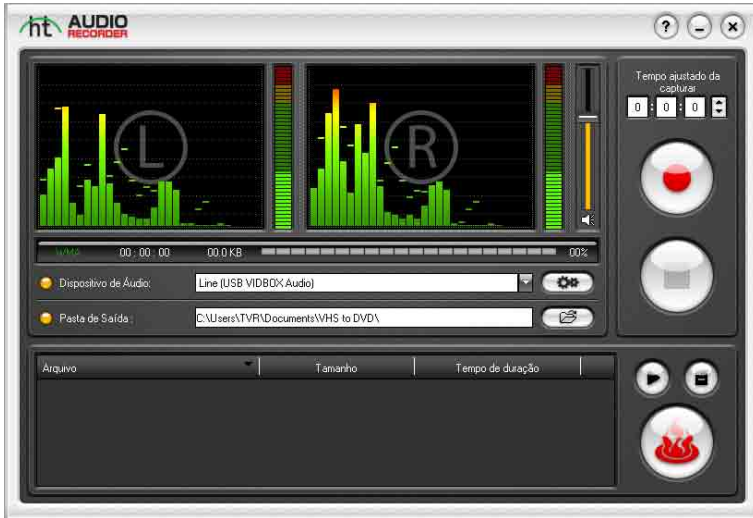 ht AUDIO RECORDER
?
Tempo ajustado da
capturar
0 : 0 : 0
L
R
WMA 00 : 00 : 00 00.0 KB 00%
Dispositivo de Áudio: Line (USB VIDBOX Audio)
Pasta de Saída : C:\Users\TVR\Documents\VHS to DVD\
Arquivo Tamanho Tempo de duração